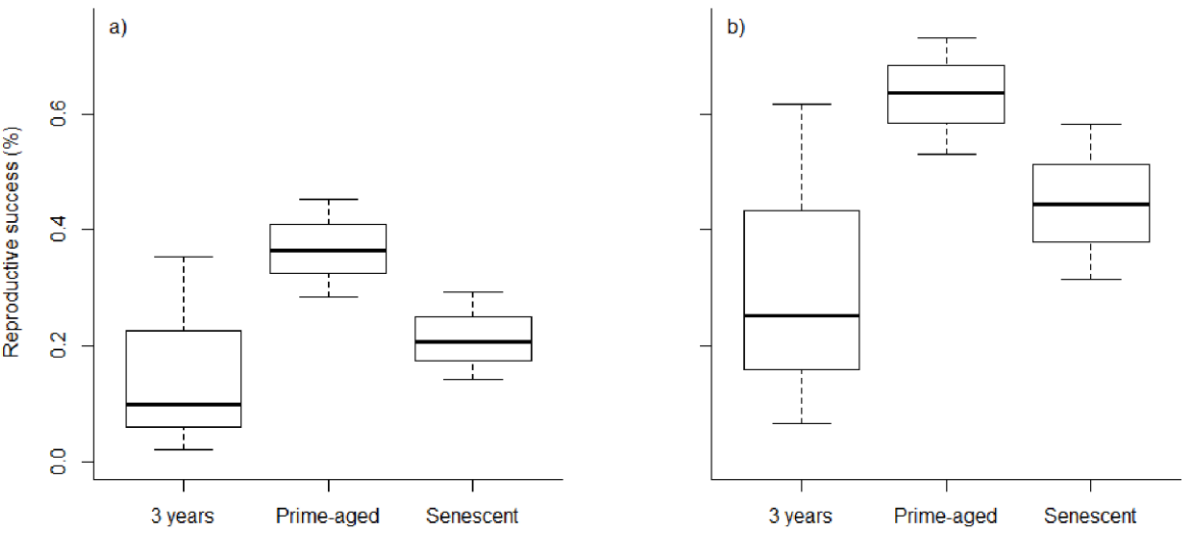 a)
b)
Reproductive success (%)
0.6
0.4
0.2
0.0
3 years Prime-aged Senescent
3 years Prime-aged Senescent